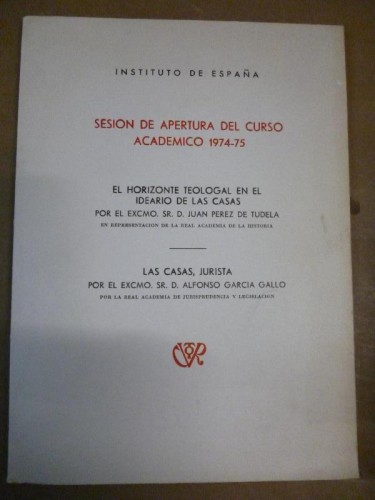 INSTITUTO DE ESPAÑA
SESION DE APERTURA DEL CURSO
ACADEMICO 1974-75
EL HORIZONTE TEOLOGAL EN EL
IDEARIO DE LAS CASAS
POR EL EXCMO. SR. D. JUAN PEREZ DE TUDELA
EN REPRESENTACION DE LA REAL ACADEMIA DE LA HISTORIA
LAS CASAS, JURISTA
POR EL EXCMO. SR. D. ALFONSO GARCIA GALLO
POR LA REAL ACADEMIA DE JURISPRUDENCIA Y LEGISLACION